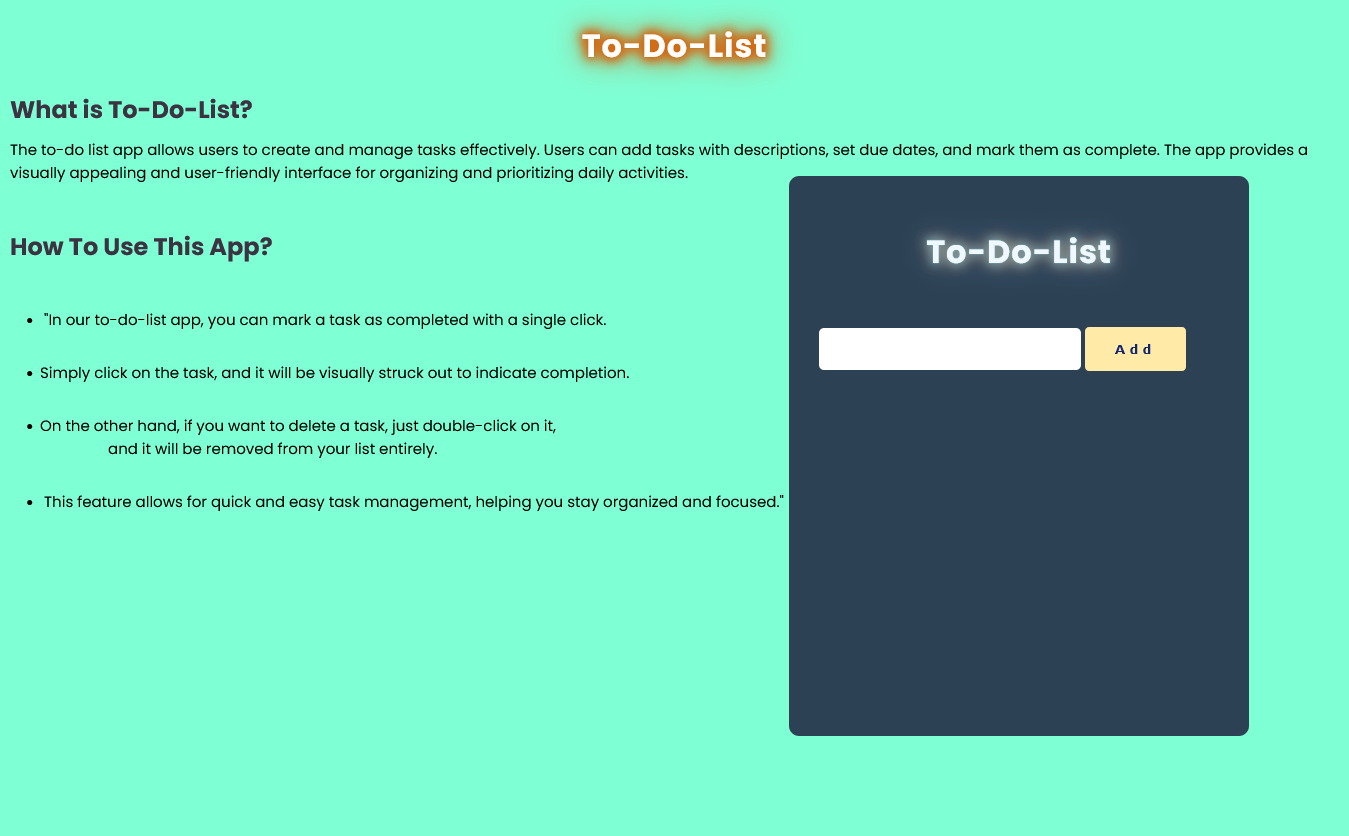 To-Do-List
What is To-Do-List?
The to-do list app allows users to create and manage tasks effectively. Users can add tasks with descriptions, set due dates, and mark them as complete. The app provides a
visually appealing and user-friendly interface for organizing and prioritizing daily activities.
How To Use This App?
• "In our to-do-list app, you can mark a task as completed with a single click.
• Simply click on the task, and it will be visually struck out to indicate completion.
• On the other hand, if you want to delete a task, just double-click on it,
and it will be removed from your list entirely.
• This feature allows for quick and easy task management, helping you stay organized and focused."
To-Do-List
Add